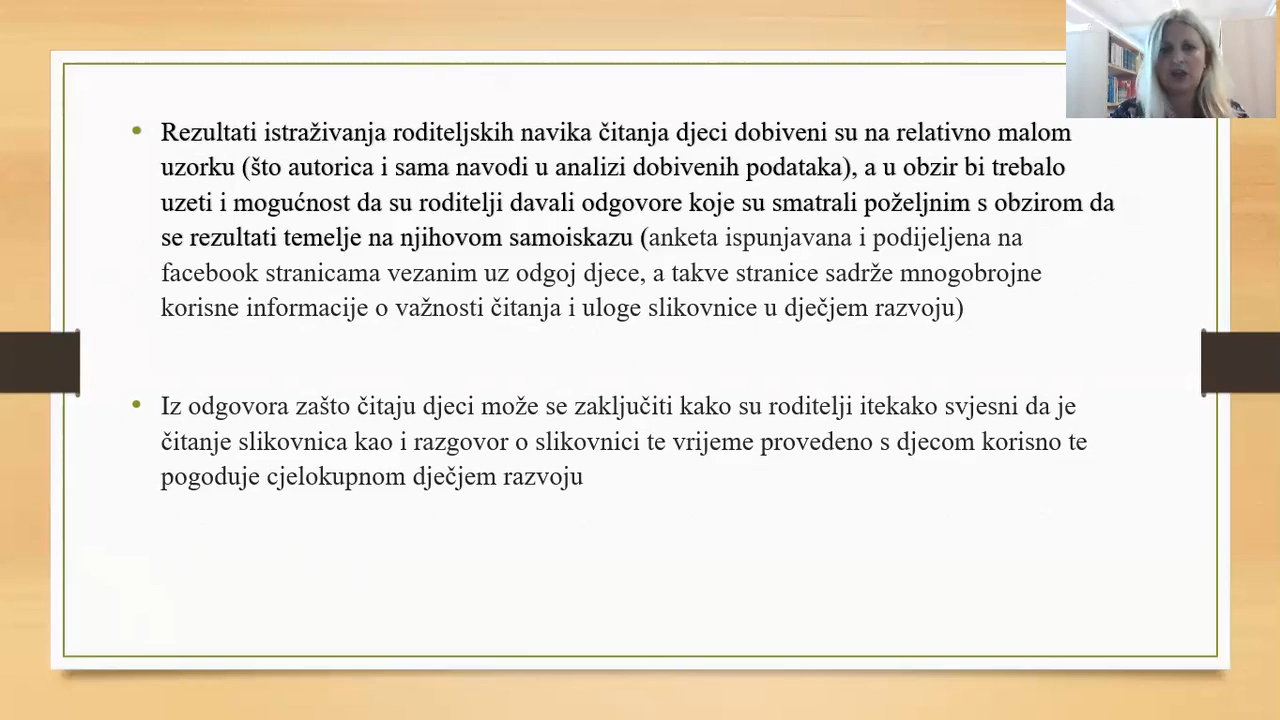 • Rezultati istraživanja roditeljskih navika čitanja djeci dobiveni su na relativno malom
uzorku (što autorica i sama navodi u analizi dobivenih podataka), a u obzir bi trebalo
uzeti i mogućnost da su roditelji davali odgovore koje su smatrali poželjnim s obzirom da
se rezultati temelje na njihovom samoiskazu (anketa ispunjavana i podijeljena na
facebook stranicama vezanim uz odgoj djece, a takve stranice sadrže mnogobrojne
korisne informacije o važnosti čitanja i uloge slikovnice u dječjem razvoju)
• Iz odgovora zašto čitaju djeci može se zaključiti kako su roditelji itekako svjesni da je
čitanje slikovnica kao i razgovor o slikovnici te vrijeme provedeno s djecom korisno te
pogoduje cjelokupnom dječjem razvoju